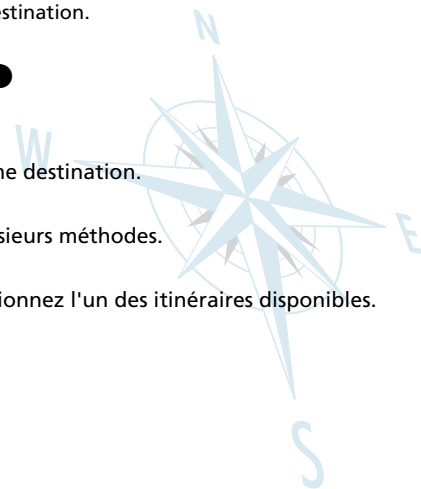 estination.
N
W
ne destination.
E
sieurs méthodes.
ionnez l'un des itinéraires disponibles.
S